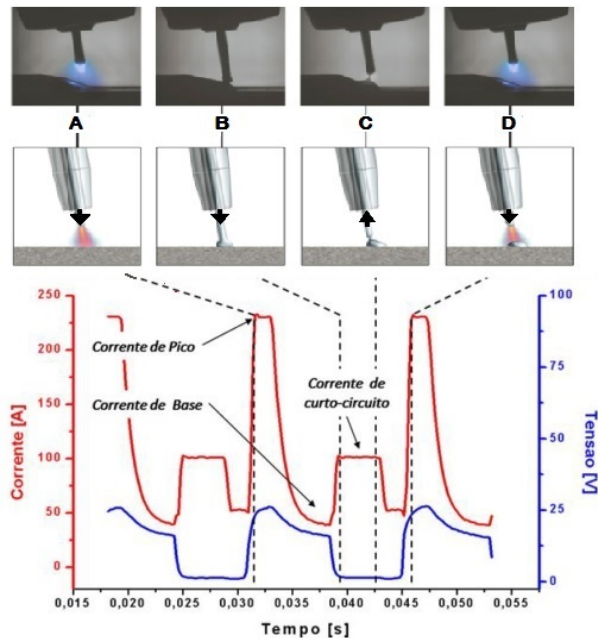 A B C D
250
200
150
100
50
0
Corrente [A]
Corrente de Pico
Corrente de Base
Corrente de
curto-circuito
100
75
50
25
0
Tensao [V]
0,015 0,020 0,025 0,030 0,035 0,040 0,045 0,050 0,055
Tempo [s]